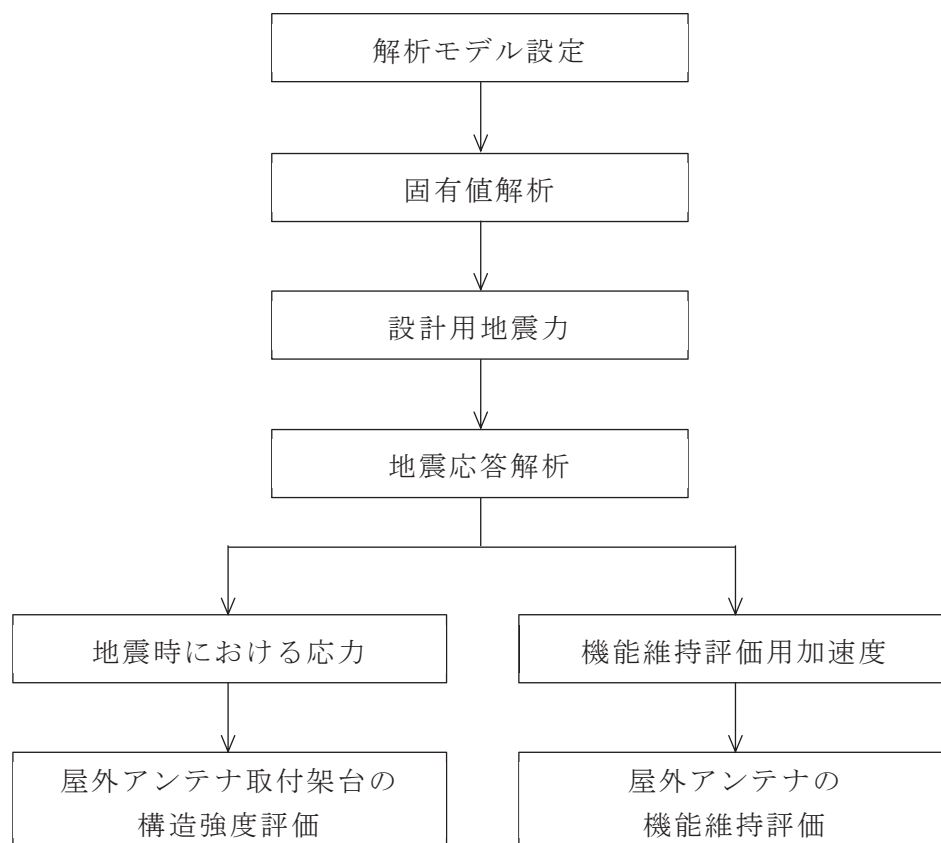 解析モデル設定
固有値解析
設計用地震力
地震応答解析
地震時における応力
機能維持評価用加速度
屋外アンテナ取付架台の
構造強度評価
屋外アンテナの
機能維持評価